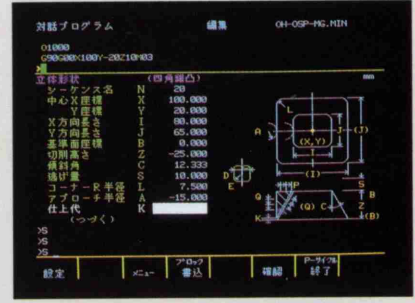 対話プログラム 編集 OH-OSP-MG.MIN
O1000
G90G00X100Y-20Z10M03
立体形状 (四角錐凸) mm
シーケンス名 N 20
中心X座標 X 100.000
Y座標 Y 20.000
X方向長さ I 80.000
Y方向長さ J 65.000
基準面座標 B 0.000
切削高さ Z -25.000
傾斜角 C 12.333
逃げ量 S 10.000
コーナーR半径 L 7.500
アプローチ半径 A -15.000
仕上代 K
(つづく)
L
A J (J)
(X,Y)
I
(I)
D
E
P S
Q (Q) C Z B
K (B)
>S
>S
>S
設定 メニュー ブロック書込 確認 P-サイクル終了